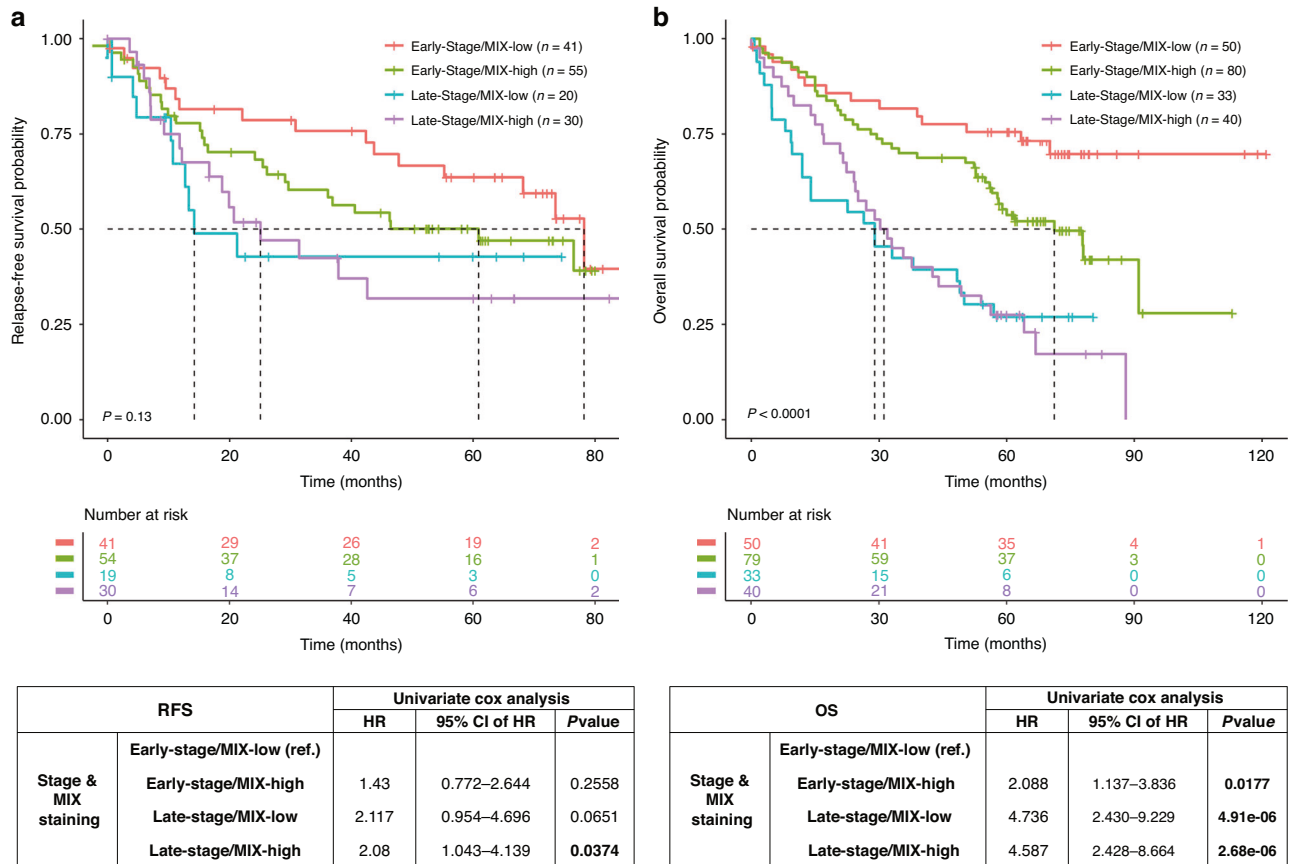 a
Relapse-free survival probability
1.00
0.75
0.50
0.25
0.00
Early-Stage/MIX-low (n = 41)
Early-Stage/MIX-high (n = 55)
Late-Stage/MIX-low (n = 20)
Late-Stage/MIX-high (n = 30)
P = 0.13
0 20 40 60 80
Time (months)
Number at risk
41 29 26 19 2
54 37 28 16 1
19 8 5 3 0
30 14 7 6 2
0 20 40 60 80
Time (months)
RFS
Univariate cox analysis
HR 95% CI of HR Pvalue
Stage &
MIX
staining
Early-stage/MIX-low (ref.)
Early-stage/MIX-high 1.43 0.772–2.644 0.2558
Late-stage/MIX-low 2.117 0.954–4.696 0.0651
Late-stage/MIX-high 2.08 1.043–4.139 0.0374
b
Overall survival probability
1.00
0.75
0.50
0.25
0.00
Early-Stage/MIX-low (n = 50)
Early-Stage/MIX-high (n = 80)
Late-Stage/MIX-low (n = 33)
Late-Stage/MIX-high (n = 40)
P < 0.0001
0 30 60 90 120
Time (months)
Number at risk
50 41 35 4 1
79 59 37 3 0
33 15 6 0 0
40 21 8 0 0
0 30 60 90 120
Time (months)
OS
Univariate cox analysis
HR 95% CI of HR Pvalue
Stage &
MIX
staining
Early-stage/MIX-low (ref.)
Early-stage/MIX-high 2.088 1.137–3.836 0.0177
Late-stage/MIX-low 4.736 2.430–9.229 4.91e-06
Late-stage/MIX-high 4.587 2.428–8.664 2.68e-06